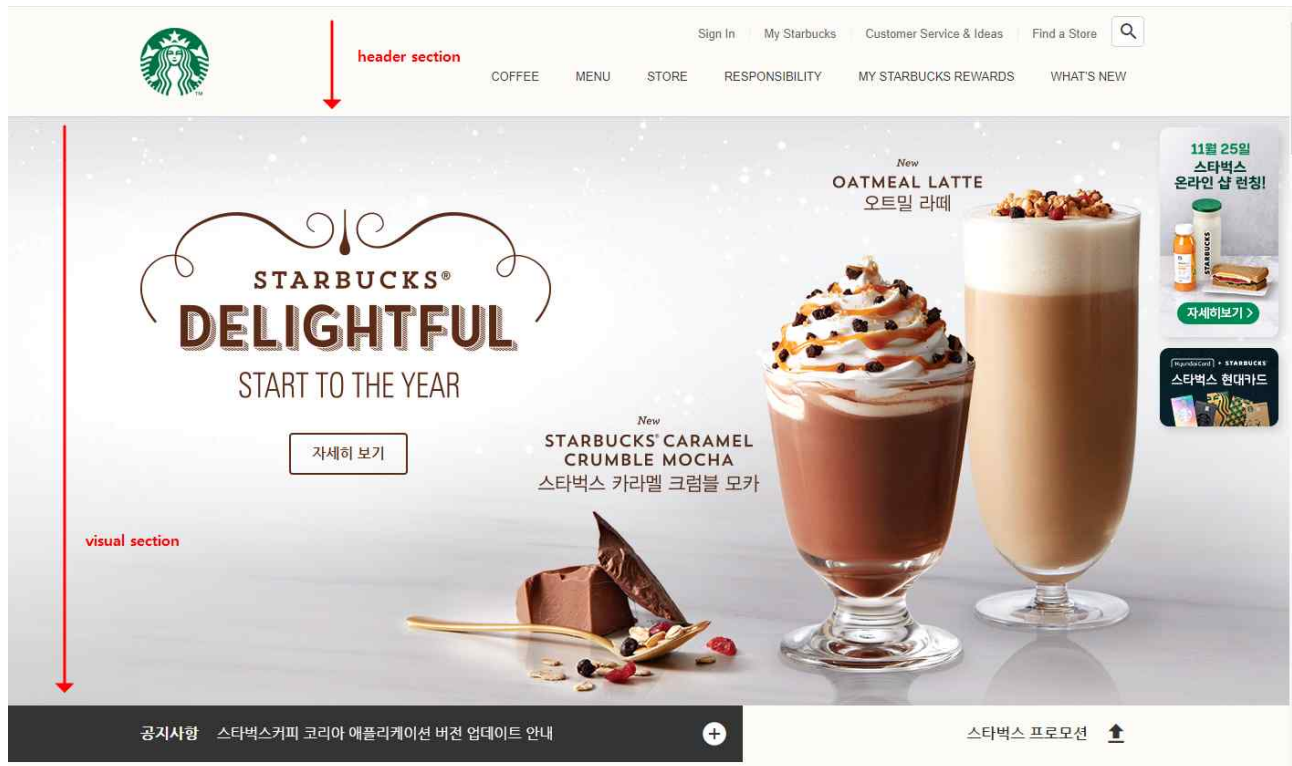 header section
Sign In
My Starbucks
Customer Service & Ideas
Find a Store
COFFEE
MENU
STORE
RESPONSIBILITY
MY STARBUCKS REWARDS
WHAT'S NEW
TM
visual section
STARBUCKS®
DELIGHTFUL
START TO THE YEAR
자세히 보기
New
OATMEAL LATTE
오트밀 라떼
New
STARBUCKS® CARAMEL
CRUMBLE MOCHA
스타벅스 카라멜 크럼블 모카
11월 25일
스타벅스
온라인 샵 런칭!
STARBUCKS
자세히보기 >
HyundaiCard + STARBUCKS
스타벅스 현대카드
공지사항 스타벅스커피 코리아 애플리케이션 버전 업데이트 안내
스타벅스 프로모션